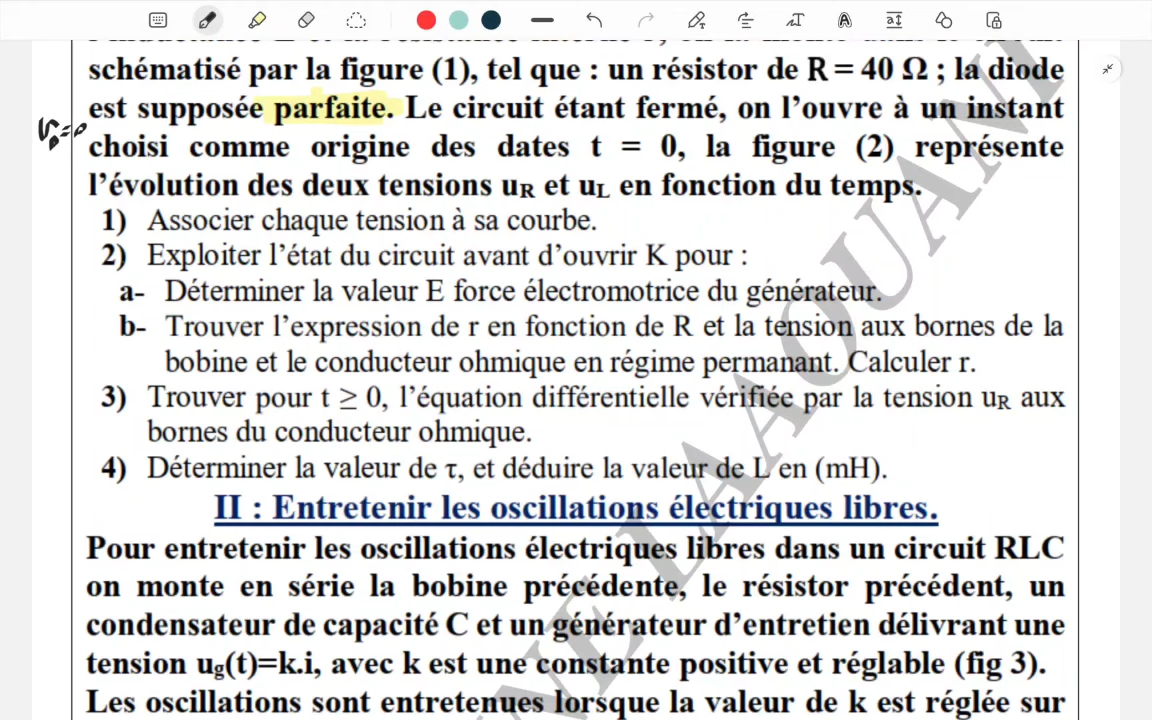 schématisé par la figure (1), tel que : un résistor de R = 40 Ω ; la diode
est supposée parfaite. Le circuit étant fermé, on l’ouvre à un instant
choisi comme origine des dates t = 0, la figure (2) représente
l’évolution des deux tensions uR et uL en fonction du temps.
1) Associer chaque tension à sa courbe.
2) Exploiter l’état du circuit avant d’ouvrir K pour :
a- Déterminer la valeur E force électromotrice du générateur.
b- Trouver l’expression de r en fonction de R et la tension aux bornes de la
bobine et le conducteur ohmique en régime permanant. Calculer r.
3) Trouver pour t ≥ 0, l’équation différentielle vérifiée par la tension uR aux
bornes du conducteur ohmique.
4) Déterminer la valeur de τ, et déduire la valeur de L en (mH).
II : Entretenir les oscillations électriques libres.
Pour entretenir les oscillations électriques libres dans un circuit RLC
on monte en série la bobine précédente, le résistor précédent, un
condensateur de capacité C et un générateur d’entretien délivrant une
tension ug(t)=k.i, avec k est une constante positive et réglable (fig 3).
Les oscillations sont entretenues lorsque la valeur de k est réglée sur
LAAOUANI